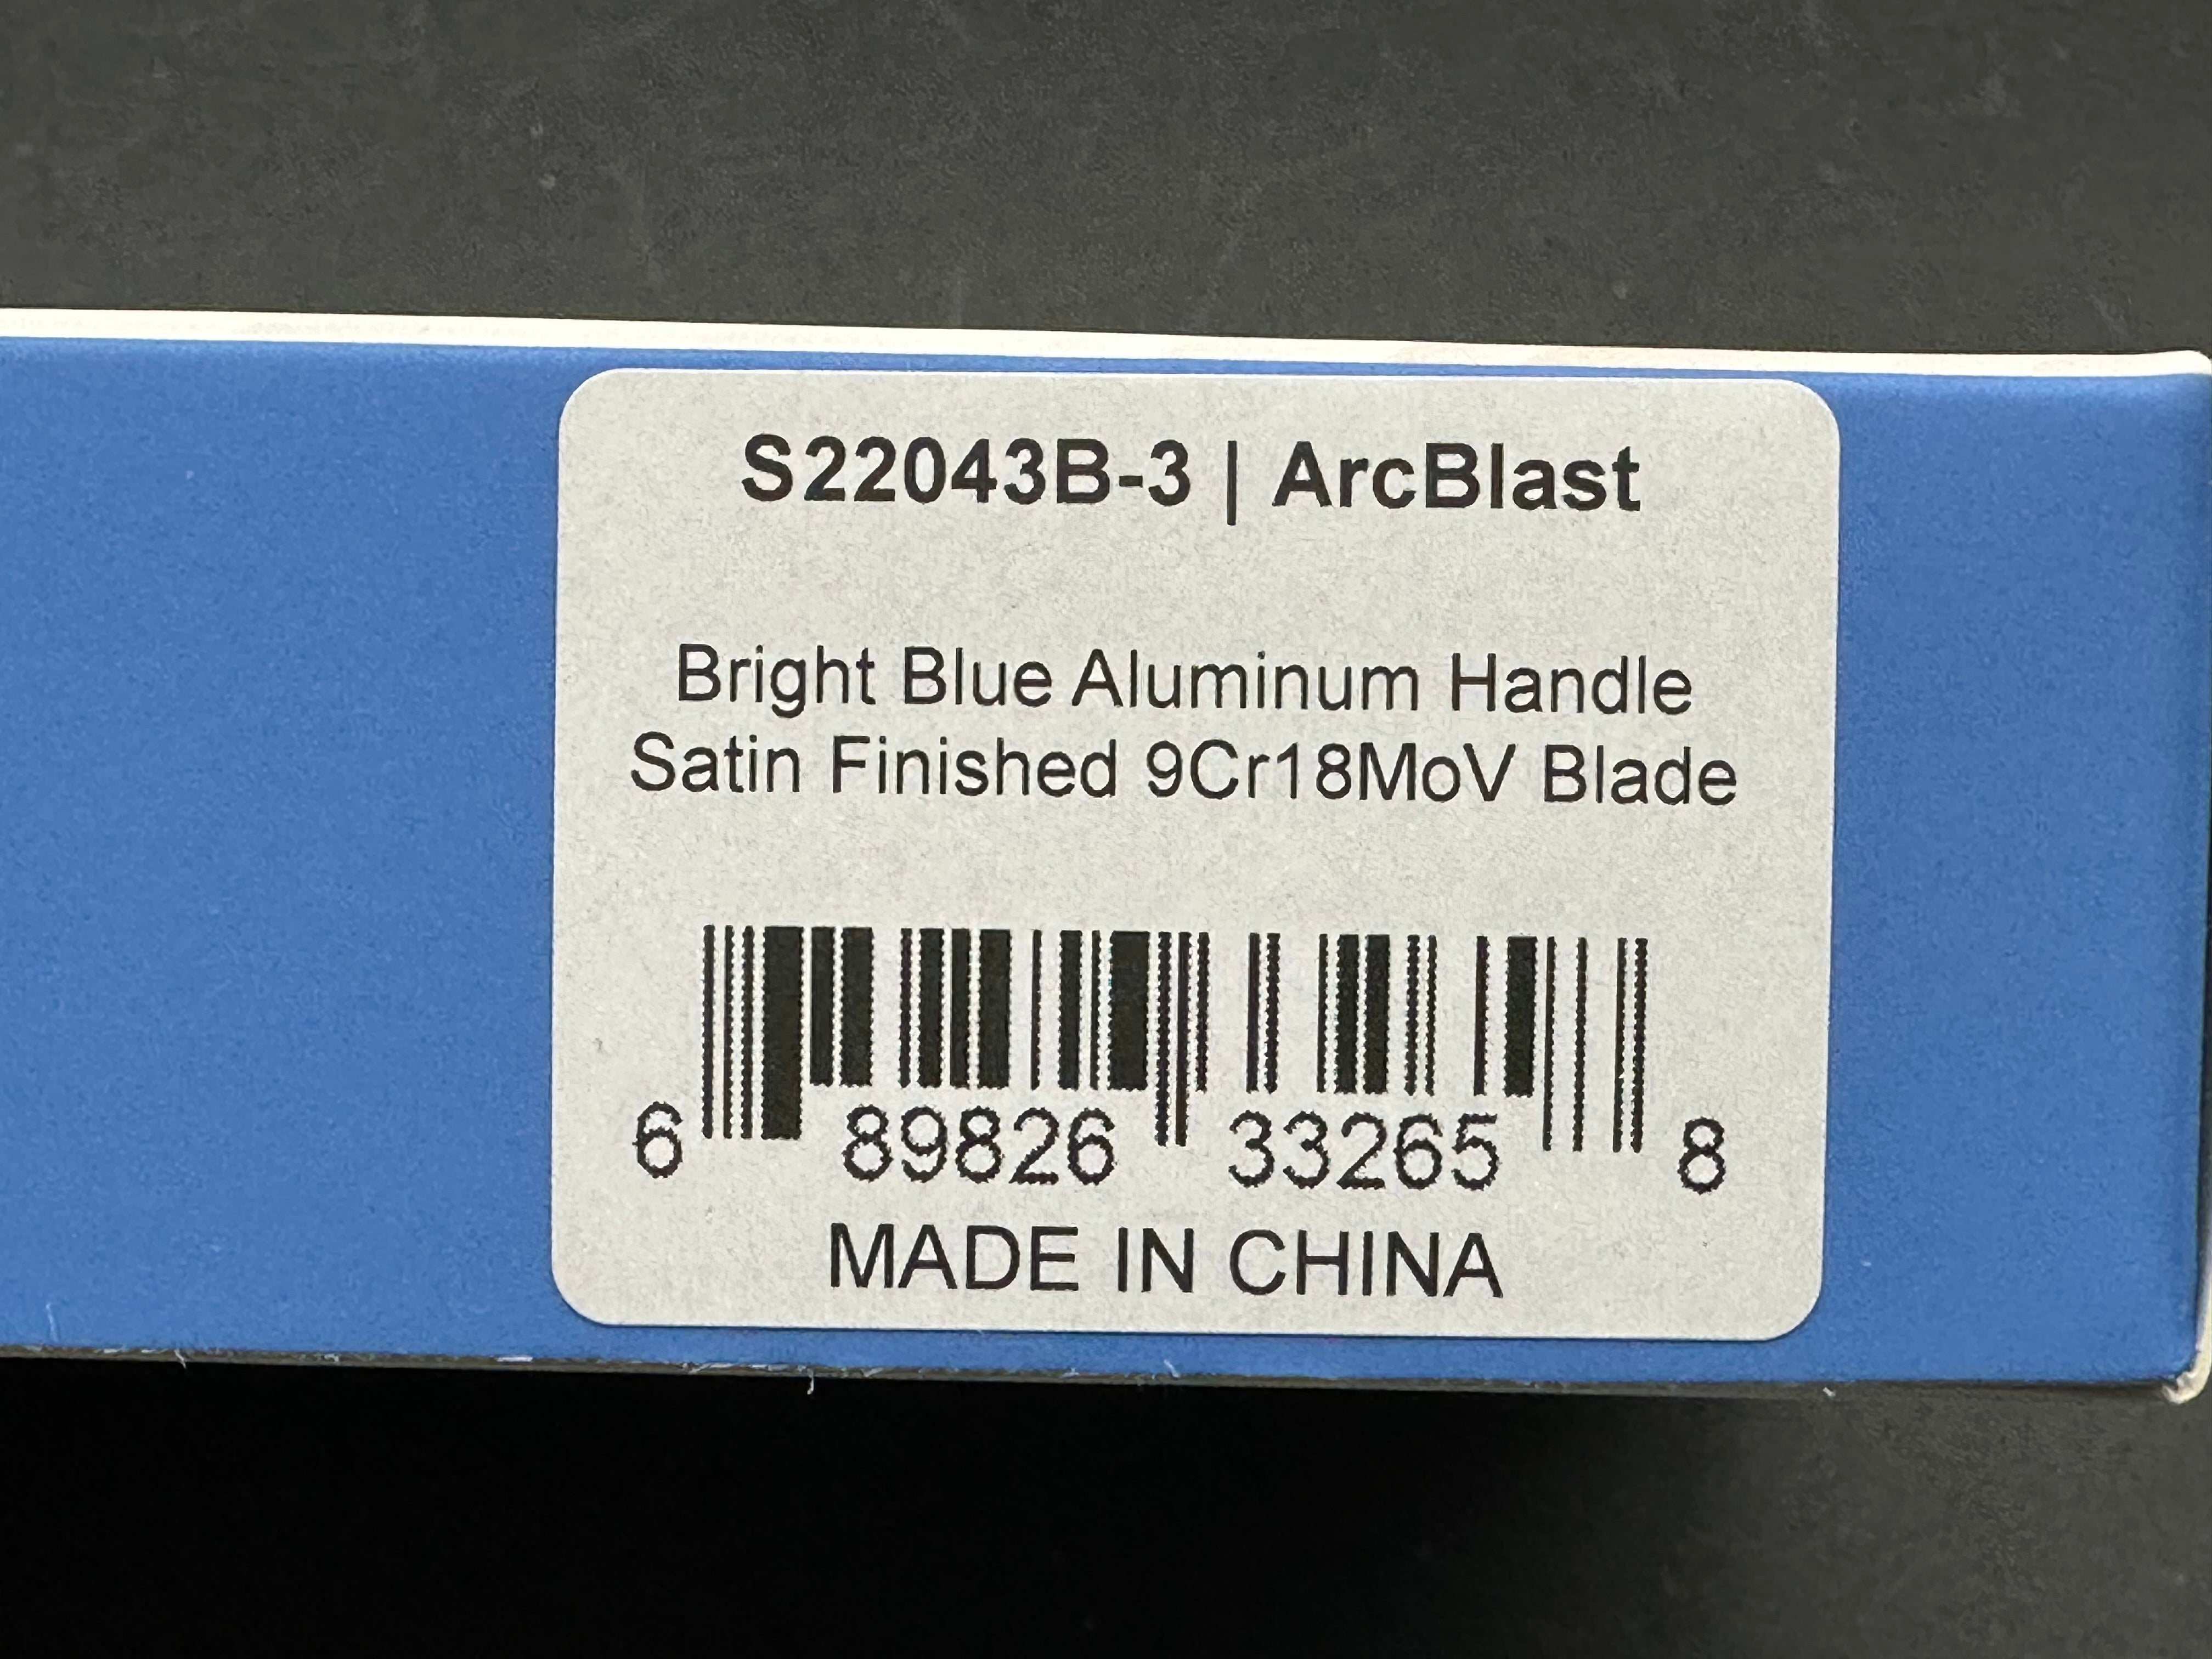 S22043B-3 | ArcBlast
Bright Blue Aluminum Handle
Satin Finished 9Cr18MoV Blade
6 89826 33265 8
MADE IN CHINA